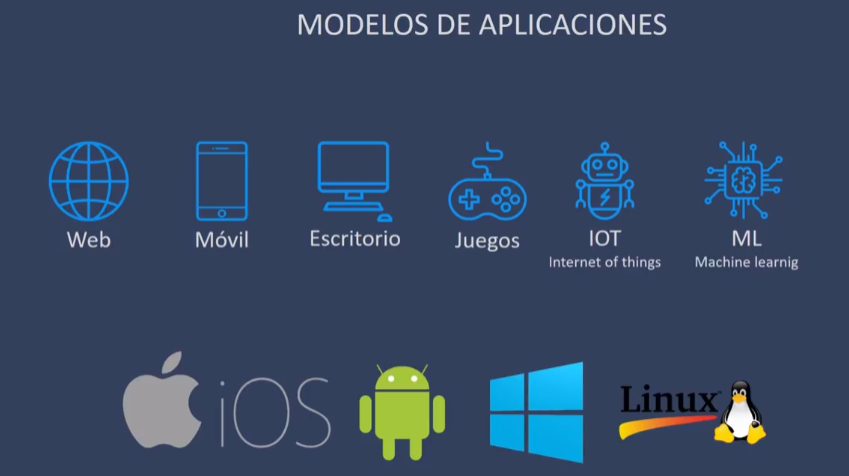 MODELOS DE APLICACIONES
Web
Móvil
Escritorio
Juegos
IOT
Internet of things
ML
Machine learnig
iOS
Linux